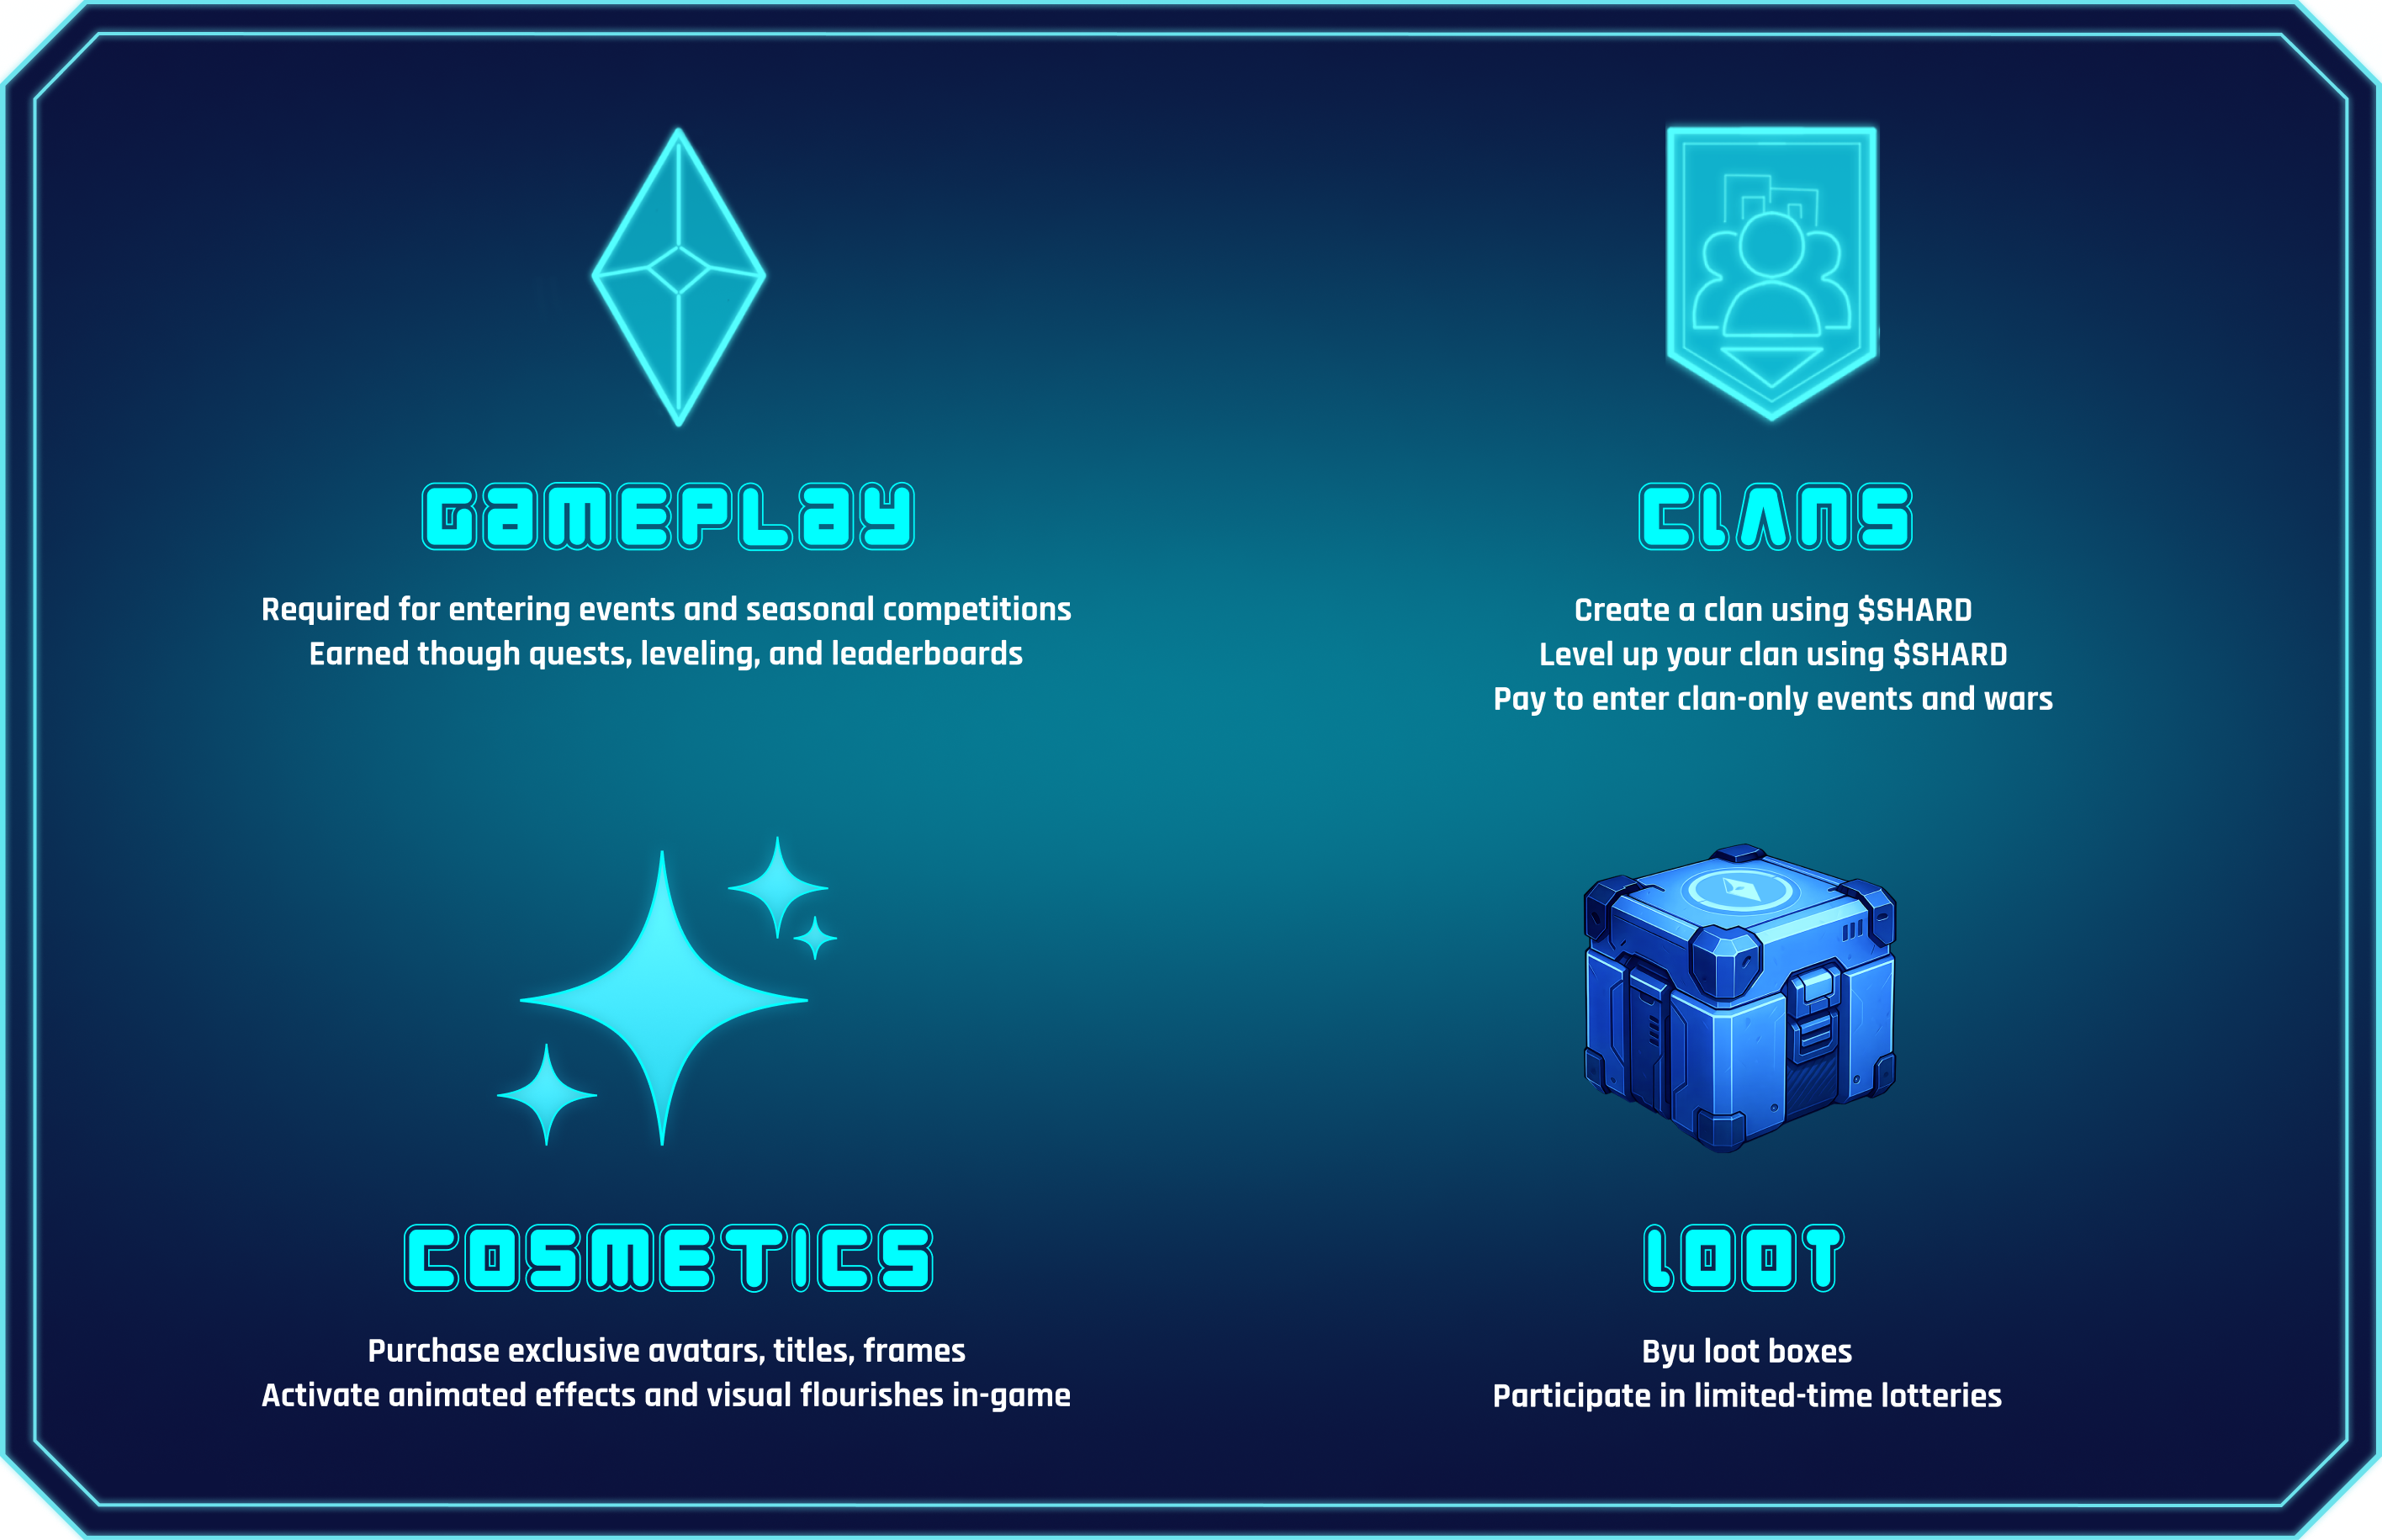 GAMEPLAY
Required for entering events and seasonal competitions
Earned though quests, leveling, and leaderboards
CLANS
Create a clan using $SHARD
Level up your clan using $SHARD
Pay to enter clan-only events and wars
COSMETICS
Purchase exclusive avatars, titles, frames
Activate animated effects and visual flourishes in-game
LOOT
Byu loot boxes
Participate in limited-time lotteries